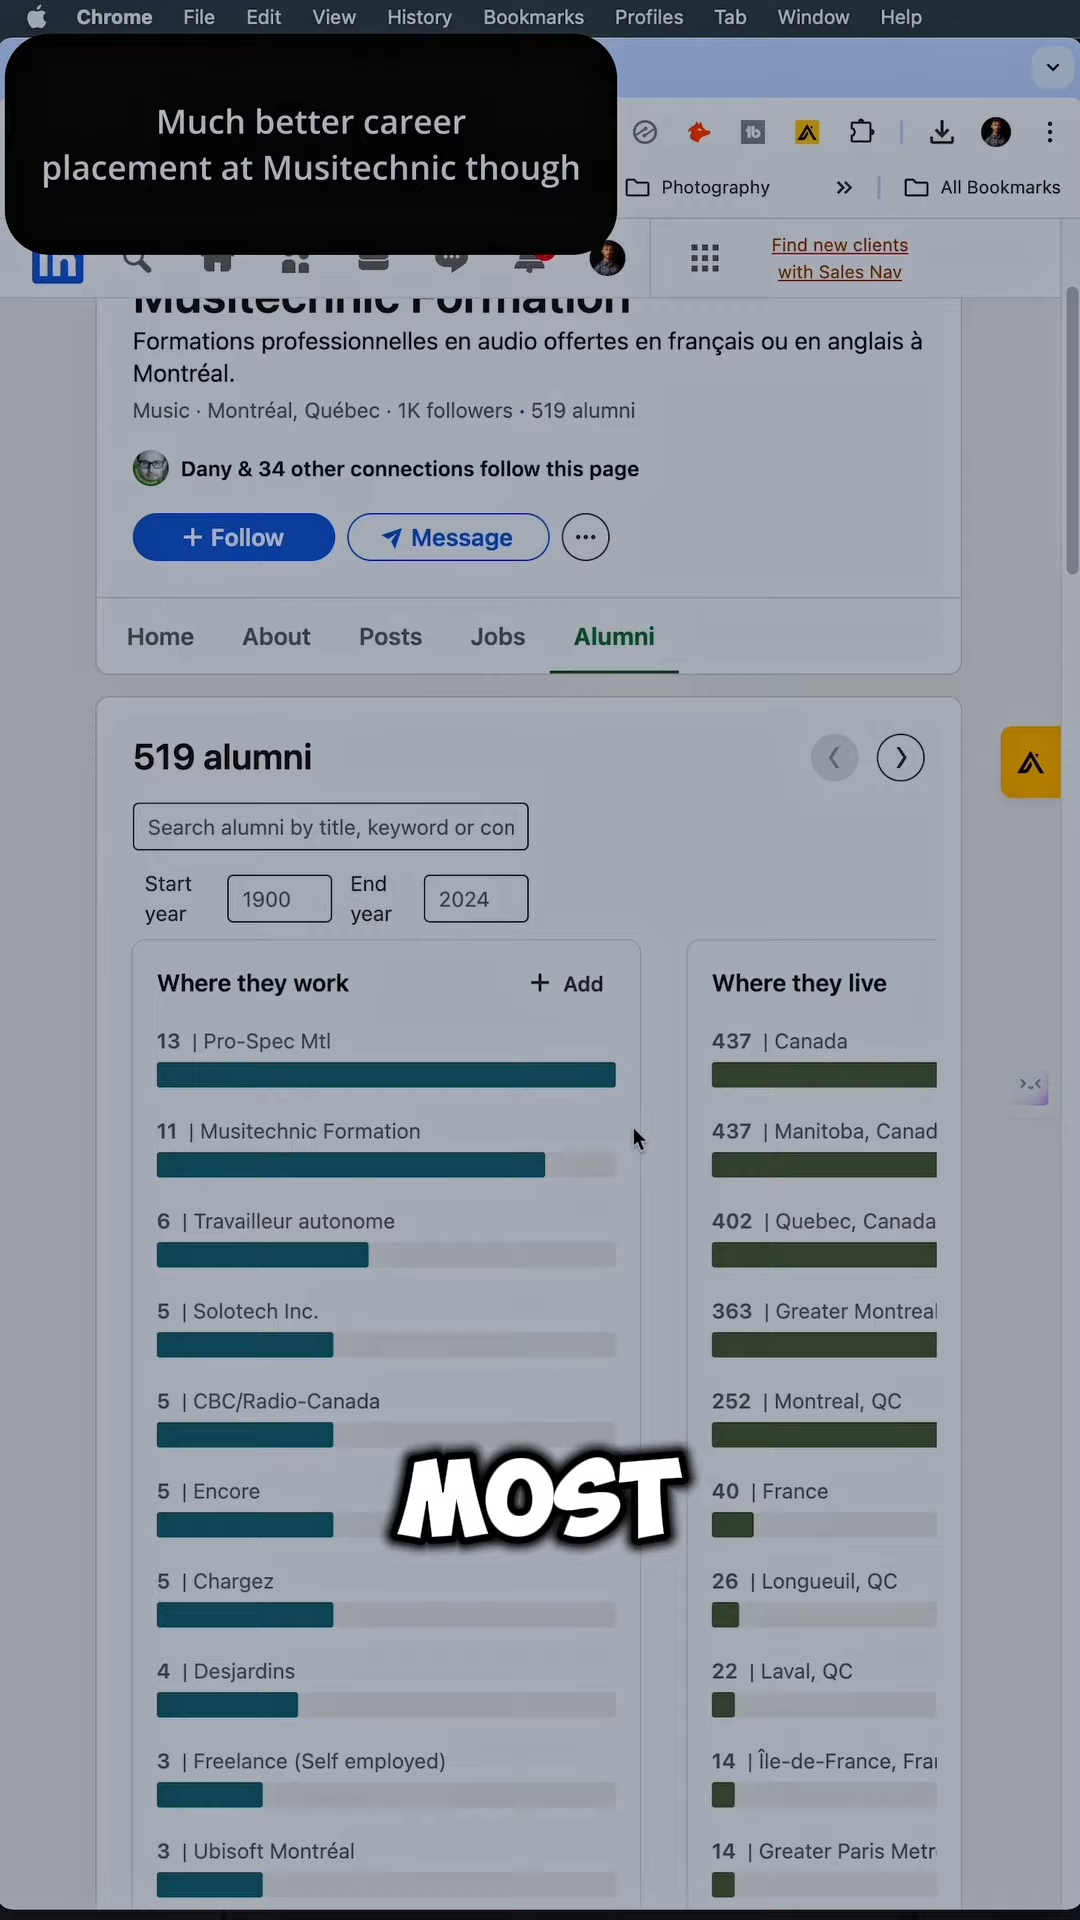 Chrome File Edit View History Bookmarks Profiles Tab Window Help
Much better career
placement at Musitechnic though
Photography
All Bookmarks
Find new clients
with Sales Nav
Musitechnic Formation
Formations professionnelles en audio offertes en français ou en anglais à
Montréal.
Music · Montréal, Québec · 1K followers · 519 alumni
Dany & 34 other connections follow this page
+ Follow
Message
Home About Posts Jobs Alumni
519 alumni
Search alumni by title, keyword or con
Start
year
1900
End
year
2024
Where they work
+ Add
13 | Pro-Spec Mtl
11 | Musitechnic Formation
6 | Travailleur autonome
5 | Solotech Inc.
5 | CBC/Radio-Canada
5 | Encore
5 | Chargez
4 | Desjardins
3 | Freelance (Self employed)
3 | Ubisoft Montréal
Where they live
437 | Canada
437 | Manitoba, Canad
402 | Quebec, Canada
363 | Greater Montreal
252 | Montreal, QC
40 | France
26 | Longueuil, QC
22 | Laval, QC
14 | Île-de-France, Fra
14 | Greater Paris Metr
MOST